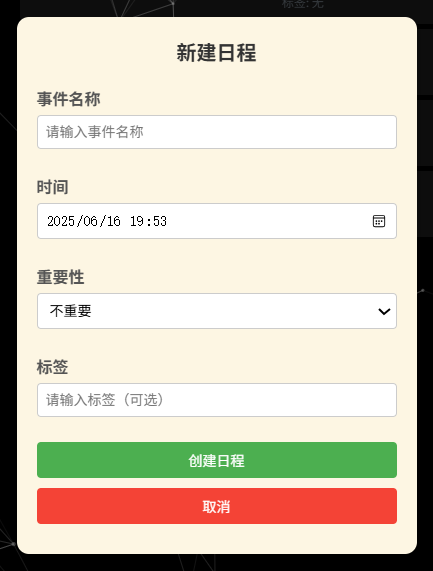 标签: 无
新建日程
事件名称
请输入事件名称
时间
2025/06/16 19:53
重要性
不重要
标签
请输入标签（可选）
创建日程
取消